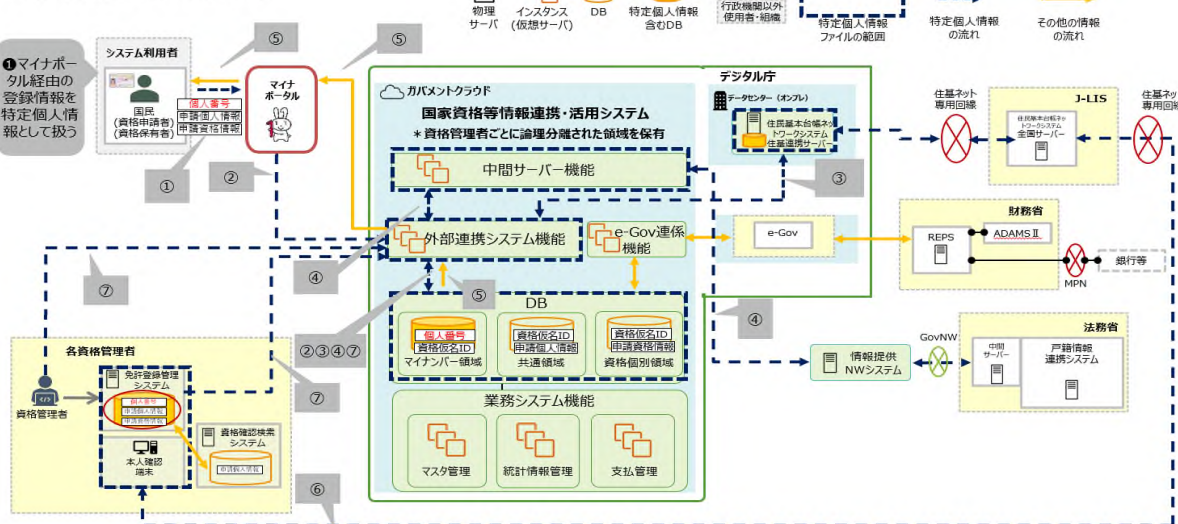 物理
サーバ
インスタンス
(仮想サーバ)
DB
特定個人情報
含むDB
行政機関以外
使用者・組織
特定個人情報
ファイルの範囲
特定個人情報
の流れ
その他の情報
の流れ
❶マイナポー
タル経由の
登録情報を
特定個人情
報として扱う
システム利用者
国民
(資格申請者)
(資格保有者)
個人番号
申請個人情報
申請資格情報
⑤
⑤
①
②
マイナ
ポータル
デジタル庁
ガバメントクラウド
国家資格等情報連携・活用システム
＊資格管理者ごとに論理分離された領域を保有
中間サーバー機能
外部連携システム機能
e-Gov連係
機能
④
⑤
②③④⑦
DB
個人番号
資格仮名ID
マイナンバー領域
資格仮名ID
申請個人情報
共通領域
資格仮名ID
申請資格情報
資格個別領域
業務システム機能
マスタ管理
統計情報管理
支払管理
データセンター（オンプレ）
住民基本台帳ネッ
トワークシステム
住基連携サーバー
③
e-Gov
④
住基ネット
専用回線
J-LIS
住民基本台帳ネッ
トワークシステム
全国サーバー
住基ネッ
専用回線
財務省
REPS
ADAMSⅡ
MPN
銀行等
法務省
GovNW
情報提供
NWシステム
中間
サーバー
戸籍情報
連携システム
⑦
各資格管理者
資格管理者
免許登録管理
システム
個人番号
申請個人情報
申請資格情報
本人確認
端末
資格確認検索
システム
申請個人情報
⑦
⑥